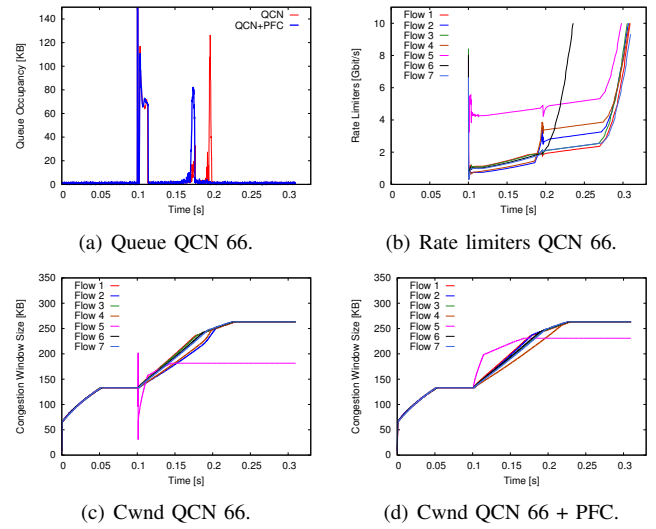 QCN
QCN+PFC
Queue Occupancy [KB]
140
120
100
80
60
40
20
0
0 0.05 0.1 0.15 0.2 0.25 0.3
Time [s]
(a) Queue QCN 66.
Flow 1
Flow 2
Flow 3
Flow 4
Flow 5
Flow 6
Flow 7
Rate Limiters [Gbit/s]
10
8
6
4
2
0
0 0.05 0.1 0.15 0.2 0.25 0.3
Time [s]
(b) Rate limiters QCN 66.
Flow 1
Flow 2
Flow 3
Flow 4
Flow 5
Flow 6
Flow 7
Congestion Window Size [KB]
350
300
250
200
150
100
50
0
0 0.05 0.1 0.15 0.2 0.25 0.3
Time [s]
(c) Cwnd QCN 66.
Flow 1
Flow 2
Flow 3
Flow 4
Flow 5
Flow 6
Flow 7
Congestion Window Size [KB]
350
300
250
200
150
100
50
0
0 0.05 0.1 0.15 0.2 0.25 0.3
Time [s]
(d) Cwnd QCN 66 + PFC.